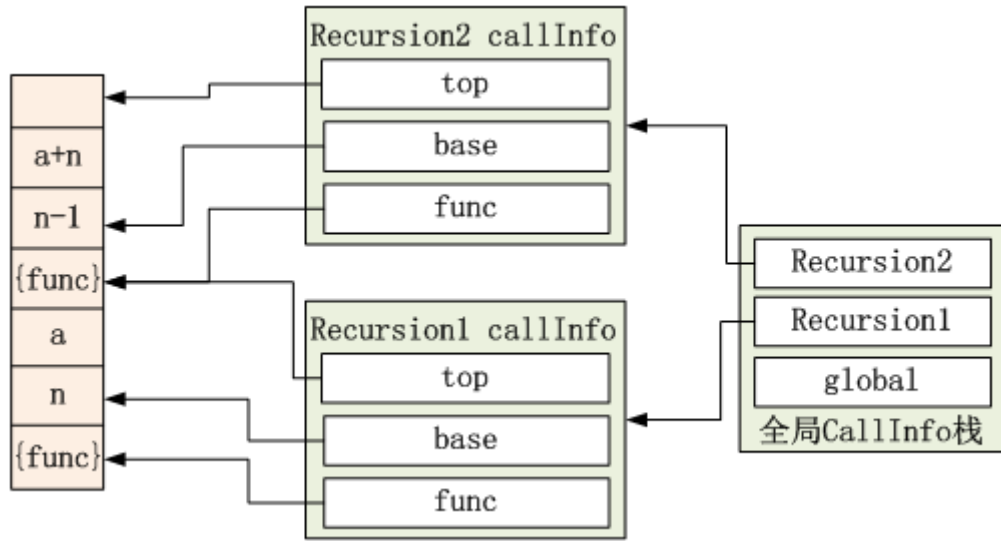 a+n
n-1
{func}
a
n
{func}
Recursion2 callInfo
top
base
func
Recursion1 callInfo
top
base
func
Recursion2
Recursion1
global
全局CallInfo栈